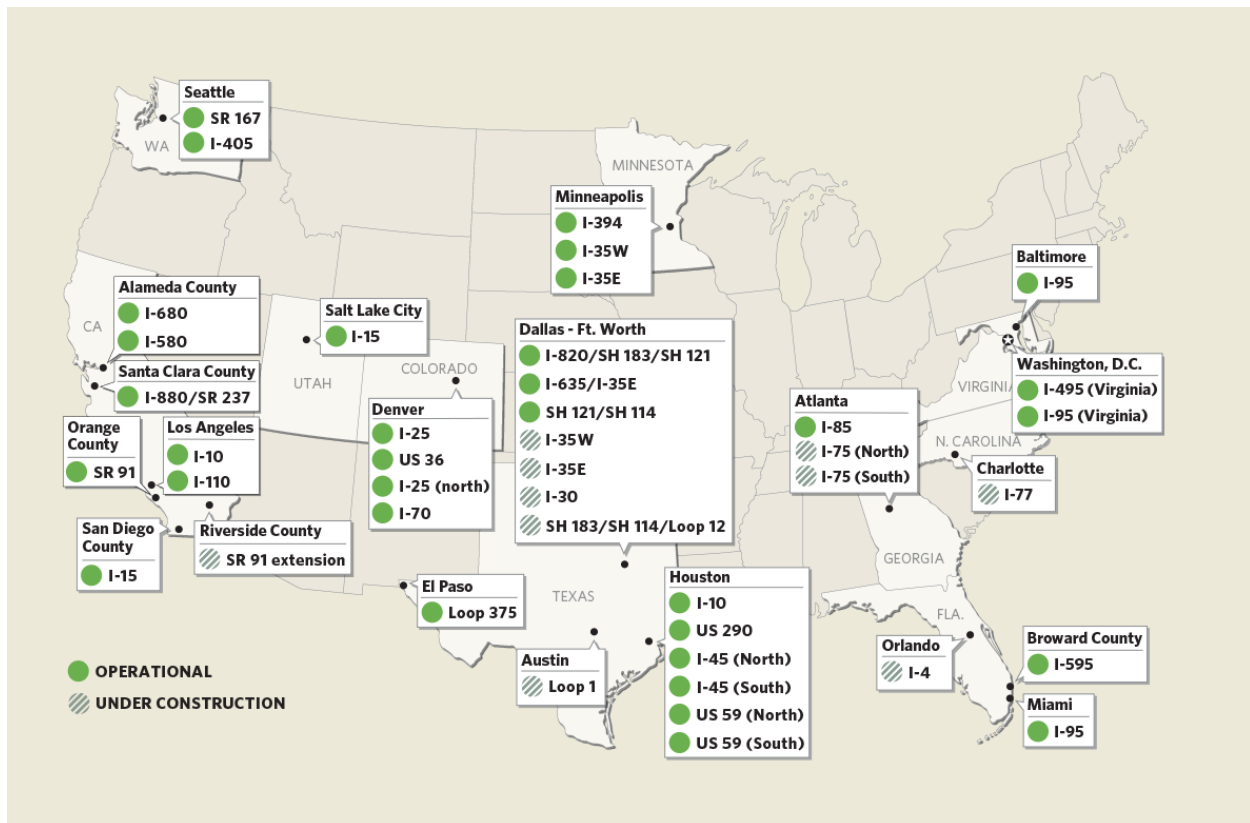 Seattle
SR 167
I-405
WA
MINNESOTA
Minneapolis
I-394
I-35W
I-35E
Baltimore
I-95
CA
Alameda County
I-680
I-580
Salt Lake City
I-15
UTAH
COLORADO
Santa Clara County
I-880/SR 237
Dallas - Ft. Worth
I-820/SH 183/SH 121
I-635/I-35E
SH 121/SH 114
I-35W
I-35E
I-30
SH 183/SH 114/Loop 12
VIRGINIA
Washington, D.C.
I-495 (Virginia)
I-95 (Virginia)
Denver
I-25
US 36
I-25 (north)
I-70
Atlanta
I-85
I-75 (North)
I-75 (South)
N. CAROLINA
Charlotte
I-77
Orange
County
SR 91
Los Angeles
I-10
I-110
San Diego
County
I-15
Riverside County
SR 91 extension
GEORGIA
El Paso
Loop 375
TEXAS
Houston
I-10
US 290
I-45 (North)
I-45 (South)
US 59 (North)
US 59 (South)
FLA.
Austin
Loop 1
Orlando
I-4
Broward County
I-595
Miami
I-95
OPERATIONAL
UNDER CONSTRUCTION